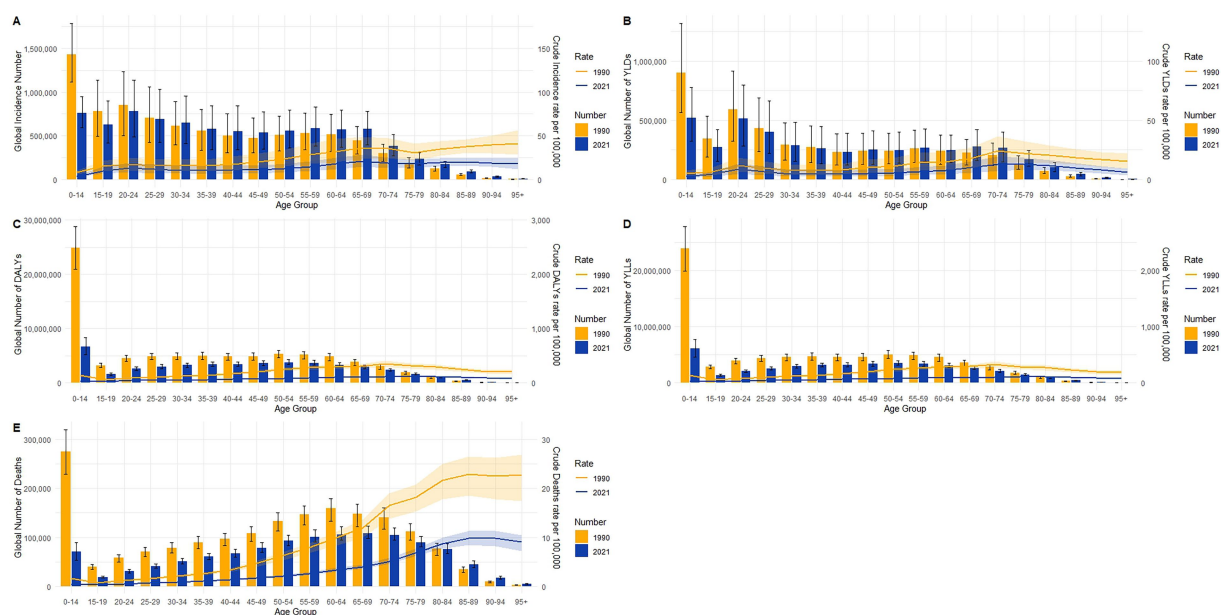 A
Global Incidence Number
1,500,000
1,000,000
500,000
0
150
100
50
0
Crude Incidence rate per 100,000
Rate
1990
2021
Number
1990
2021
0-14 15-19 20-24 25-29 30-34 35-39 40-44 45-49 50-54 55-59 60-64 65-69 70-74 75-79 80-84 85-89 90-94 95+
Age Group
B
Global Number of YLDs
1,000,000
500,000
0
100
50
0
Crude YLDs rate per 100,000
Rate
1990
2021
Number
1990
2021
0-14 15-19 20-24 25-29 30-34 35-39 40-44 45-49 50-54 55-59 60-64 65-69 70-74 75-79 80-84 85-89 90-94 95+
Age Group
C
Global Number of DALYs
30,000,000
20,000,000
10,000,000
0
3,000
2,000
1,000
0
Crude DALYs rate per 100,000
Rate
1990
2021
Number
1990
2021
0-14 15-19 20-24 25-29 30-34 35-39 40-44 45-49 50-54 55-59 60-64 65-69 70-74 75-79 80-84 85-89 90-94 95+
Age Group
D
Global Number of YLLs
20,000,000
10,000,000
0
2,000
1,000
0
Crude YLLs rate per 100,000
Rate
1990
2021
Number
1990
2021
0-14 15-19 20-24 25-29 30-34 35-39 40-44 45-49 50-54 55-59 60-64 65-69 70-74 75-79 80-84 85-89 90-94 95+
Age Group
E
Global Number of Deaths
300,000
200,000
100,000
0
30
20
10
0
Crude Deaths rate per 100,000
Rate
1990
2021
Number
1990
2021
0-14 15-19 20-24 25-29 30-34 35-39 40-44 45-49 50-54 55-59 60-64 65-69 70-74 75-79 80-84 85-89 90-94 95+
Age Group